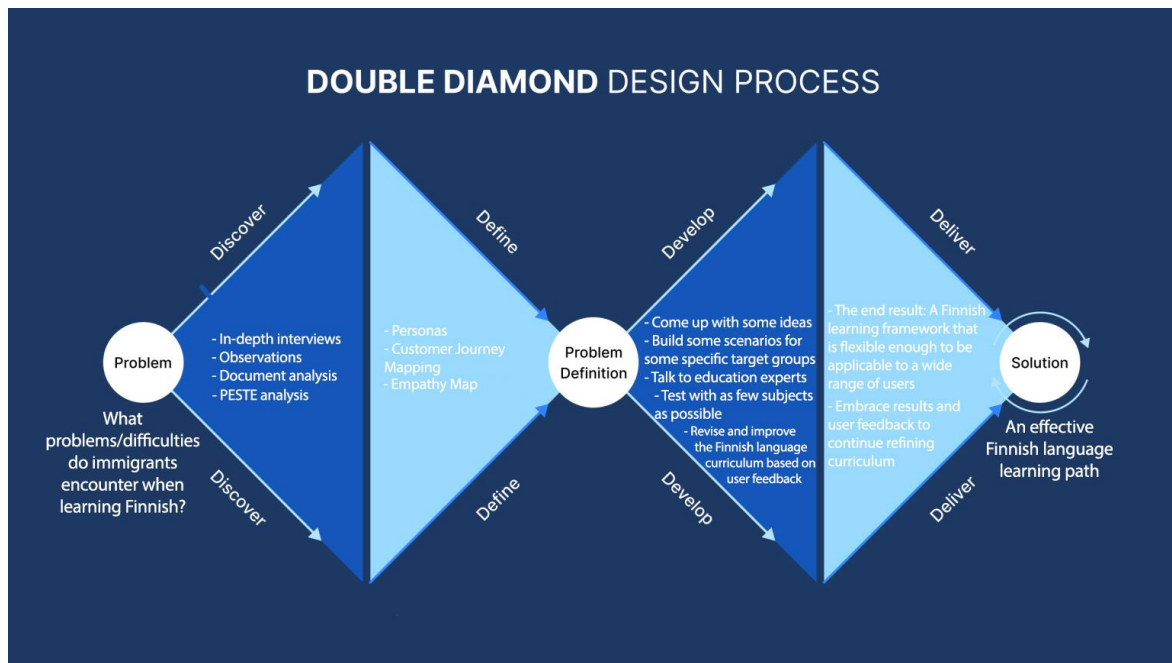 DOUBLE DIAMOND DESIGN PROCESS
Discover
Define
Develop
Deliver
Problem
What
problems/difficulties
do immigrants
encounter when
learning Finnish?
- In-depth interviews
- Observations
- Document analysis
- PESTE analysis
- Personas
- Customer Journey
Mapping
- Empathy Map
Problem
Definition
- Come up with some ideas
- Build some scenarios for
some specific target groups
- Talk to education experts
- Test with as few subjects
as possible
- Revise and improve
the Finnish language
curriculum based on
user feedback
- The end result: A Finnish
learning framework that
is flexible enough to be
applicable to a wide
range of users
- Embrace results and
user feedback to
continue refining
curriculum
Solution
An effective
Finnish language
learning path
Discover
Define
Develop
Deliver